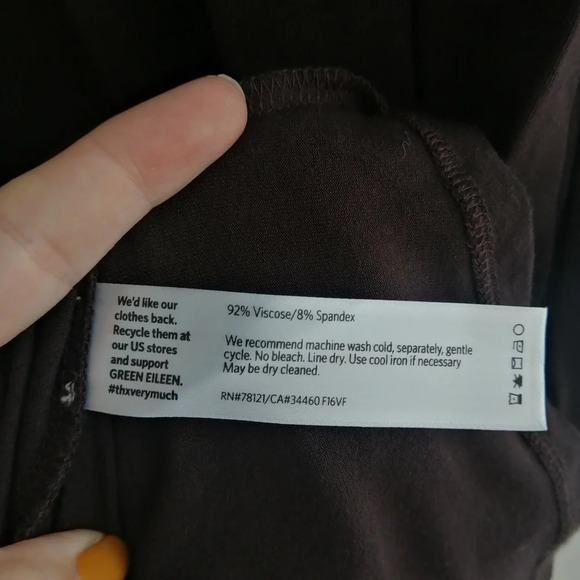 We'd like our
clothes back.
Recycle them at
our US stores
and support
GREEN EILEEN.
#thxverymuch
92% Viscose/8% Spandex
We recommend machine wash cold, separately, gentle
cycle. No bleach. Line dry. Use cool iron if necessary
May be dry cleaned.
RN#78121/CA#34460 F16VF